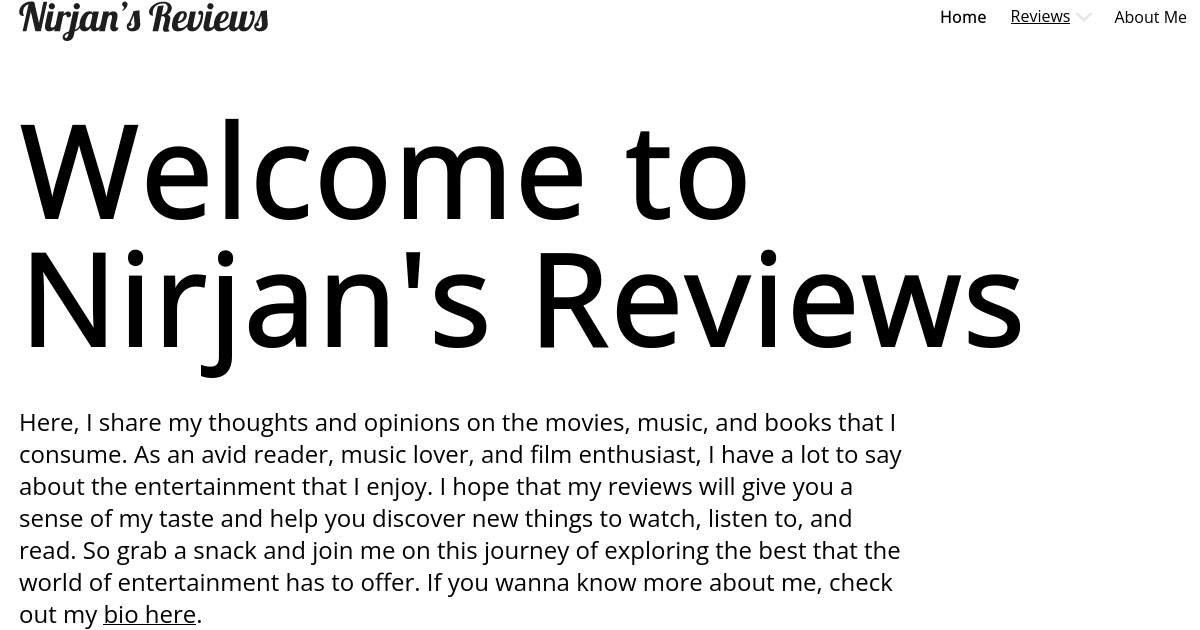 Nirjan’s Reviews
Home Reviews About Me
Welcome to
Nirjan's Reviews
Here, I share my thoughts and opinions on the movies, music, and books that I
consume. As an avid reader, music lover, and film enthusiast, I have a lot to say
about the entertainment that I enjoy. I hope that my reviews will give you a
sense of my taste and help you discover new things to watch, listen to, and
read. So grab a snack and join me on this journey of exploring the best that the
world of entertainment has to offer. If you wanna know more about me, check
out my bio here.